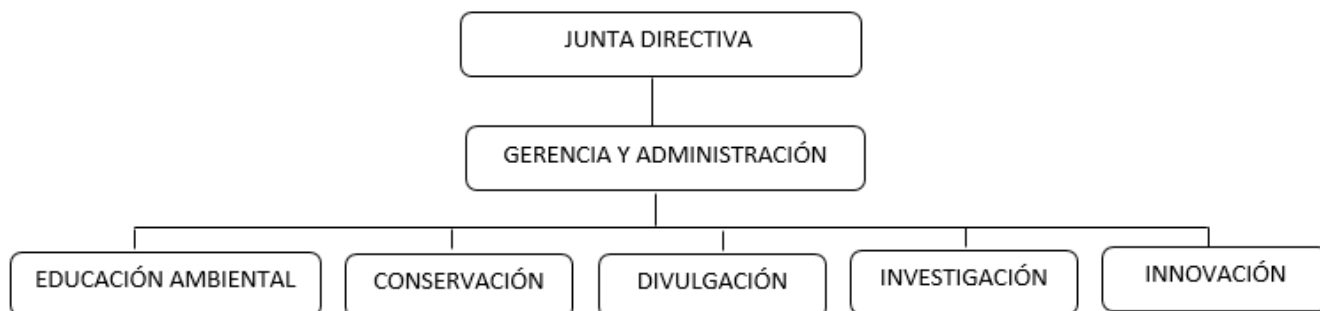 JUNTA DIRECTIVA
GERENCIA Y ADMINISTRACIÓN
EDUCACIÓN AMBIENTAL
CONSERVACIÓN
DIVULGACIÓN
INVESTIGACIÓN
INNOVACIÓN